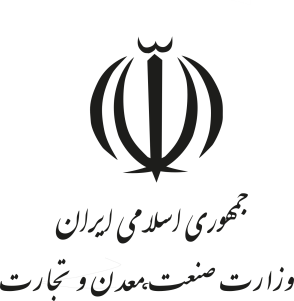 جمهوری اسلامی ایران
وزارت صنعت، معدن و تجارت